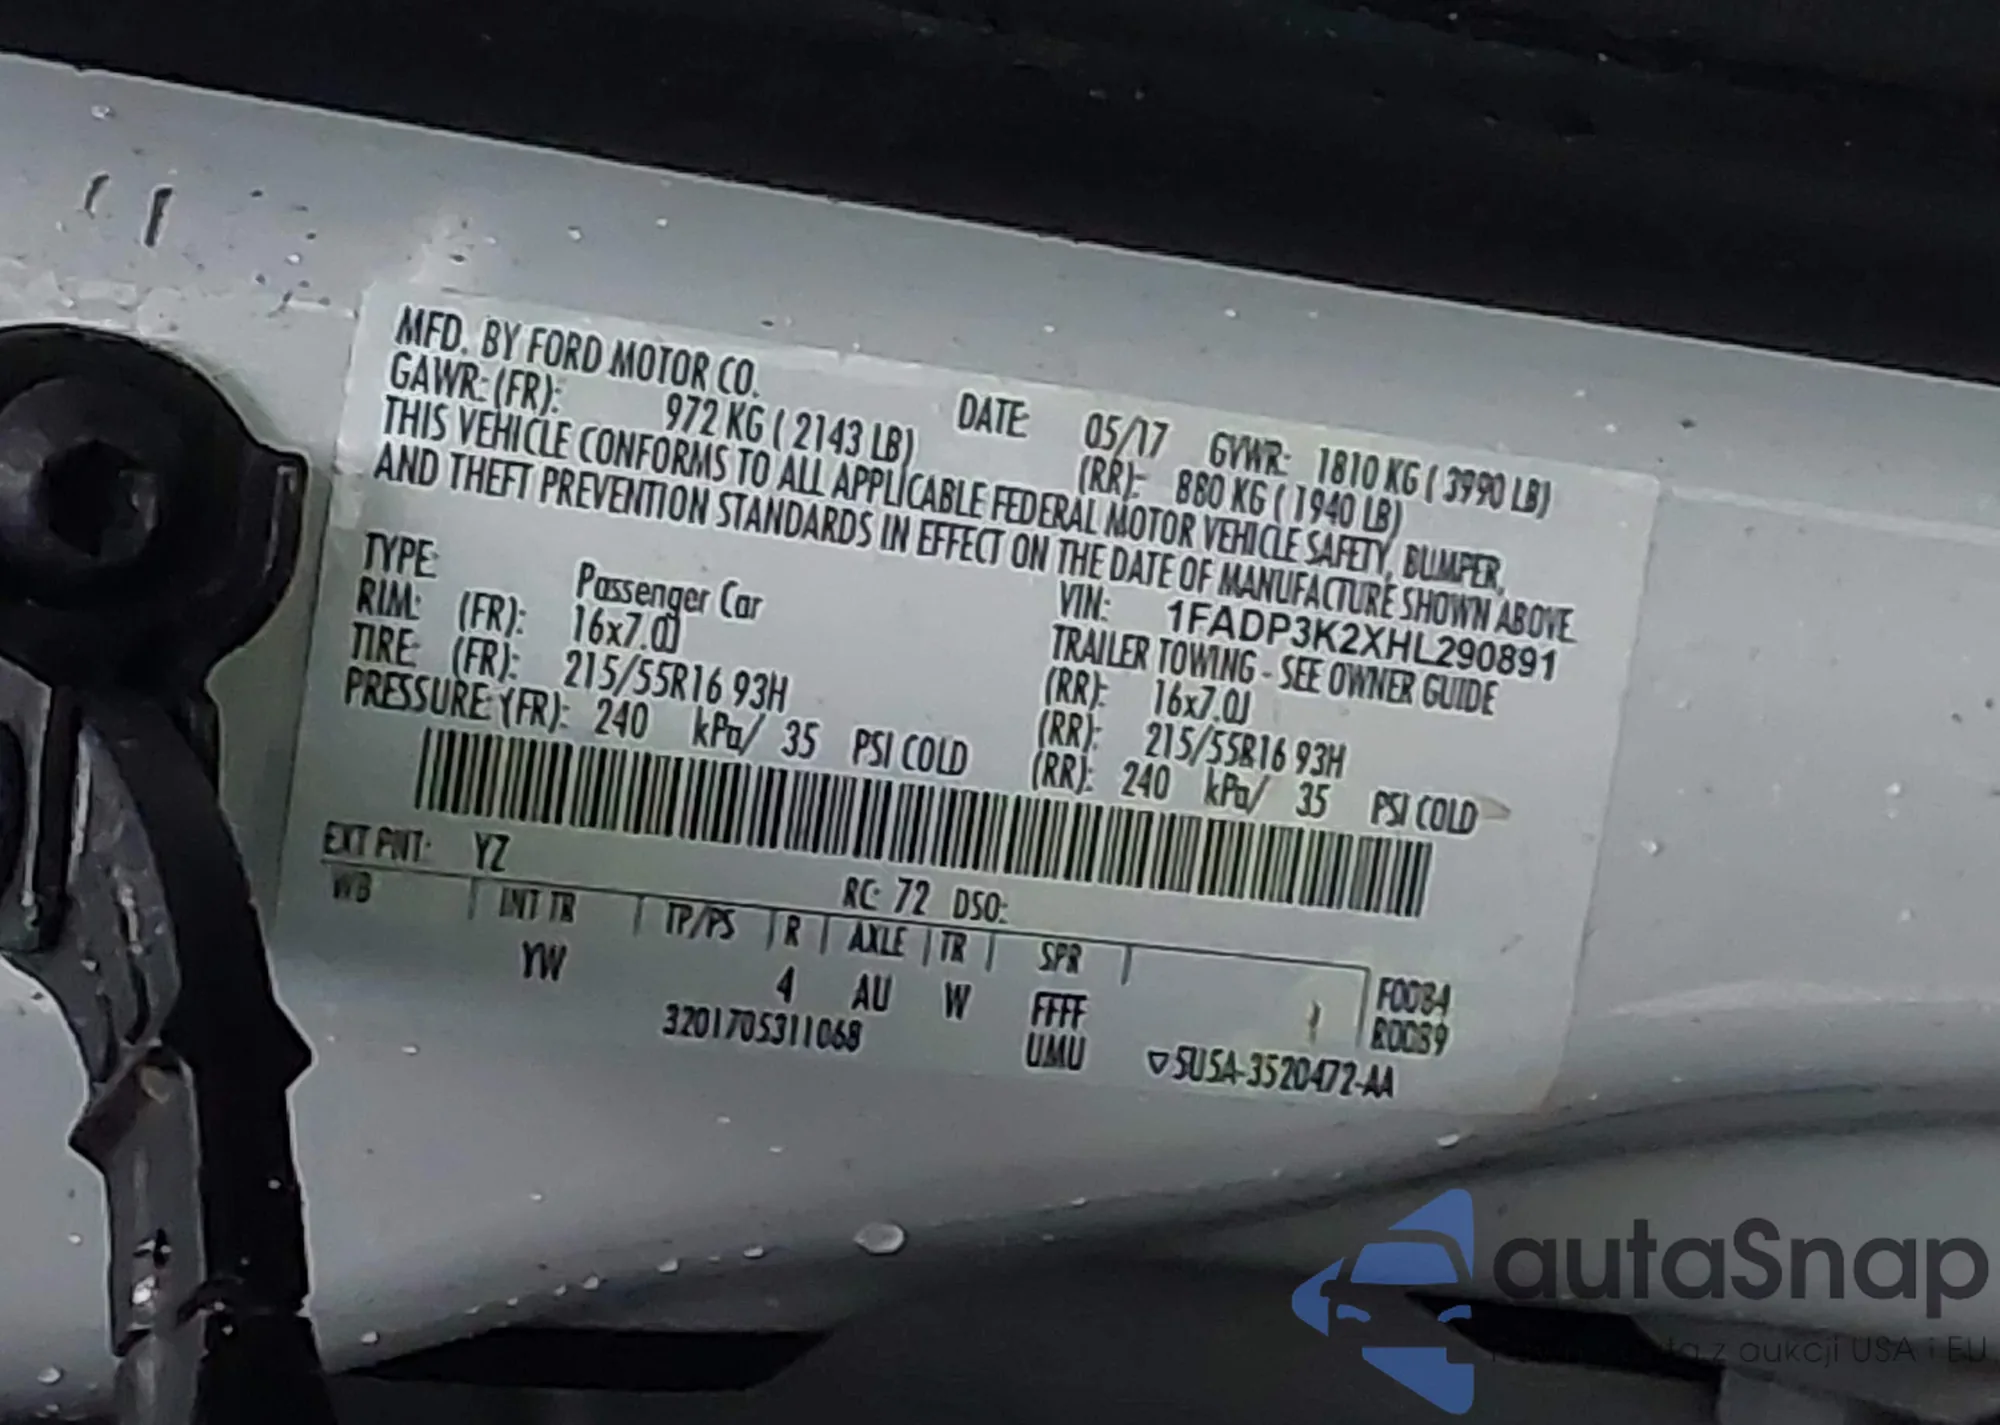 MFD. BY FORD MOTOR CO. DATE: 05/17 GVWR: 1810 KG ( 3990 LB)
GAWR: (FR): 972 KG ( 2143 LB) (RR): 880 KG ( 1940 LB)
THIS VEHICLE CONFORMS TO ALL APPLICABLE FEDERAL MOTOR VEHICLE SAFETY, BUMPER,
AND THEFT PREVENTION STANDARDS IN EFFECT ON THE DATE OF MANUFACTURE SHOWN ABOVE.
VIN: 1FADP3K2XHL290891
TYPE: Passenger Car TRAILER TOWING - SEE OWNER GUIDE
RIM: (FR): 16x7.0J (RR): 16x7.0J
TIRE: (FR): 215/55R16 93H (RR): 215/55R16 93H
PRESSURE: (FR): 240 kPa/ 35 PSI COLD (RR): 240 kPa/ 35 PSI COLD
EXT PNT: YZ RC: 72 DSO:
WB INT TR TP/PS R AXLE TR SPR
YW 4 AU W FFFF
UMU
3201705311068
▽5U5A-3520472-AA
autaSnap
z aukcji USA i EU